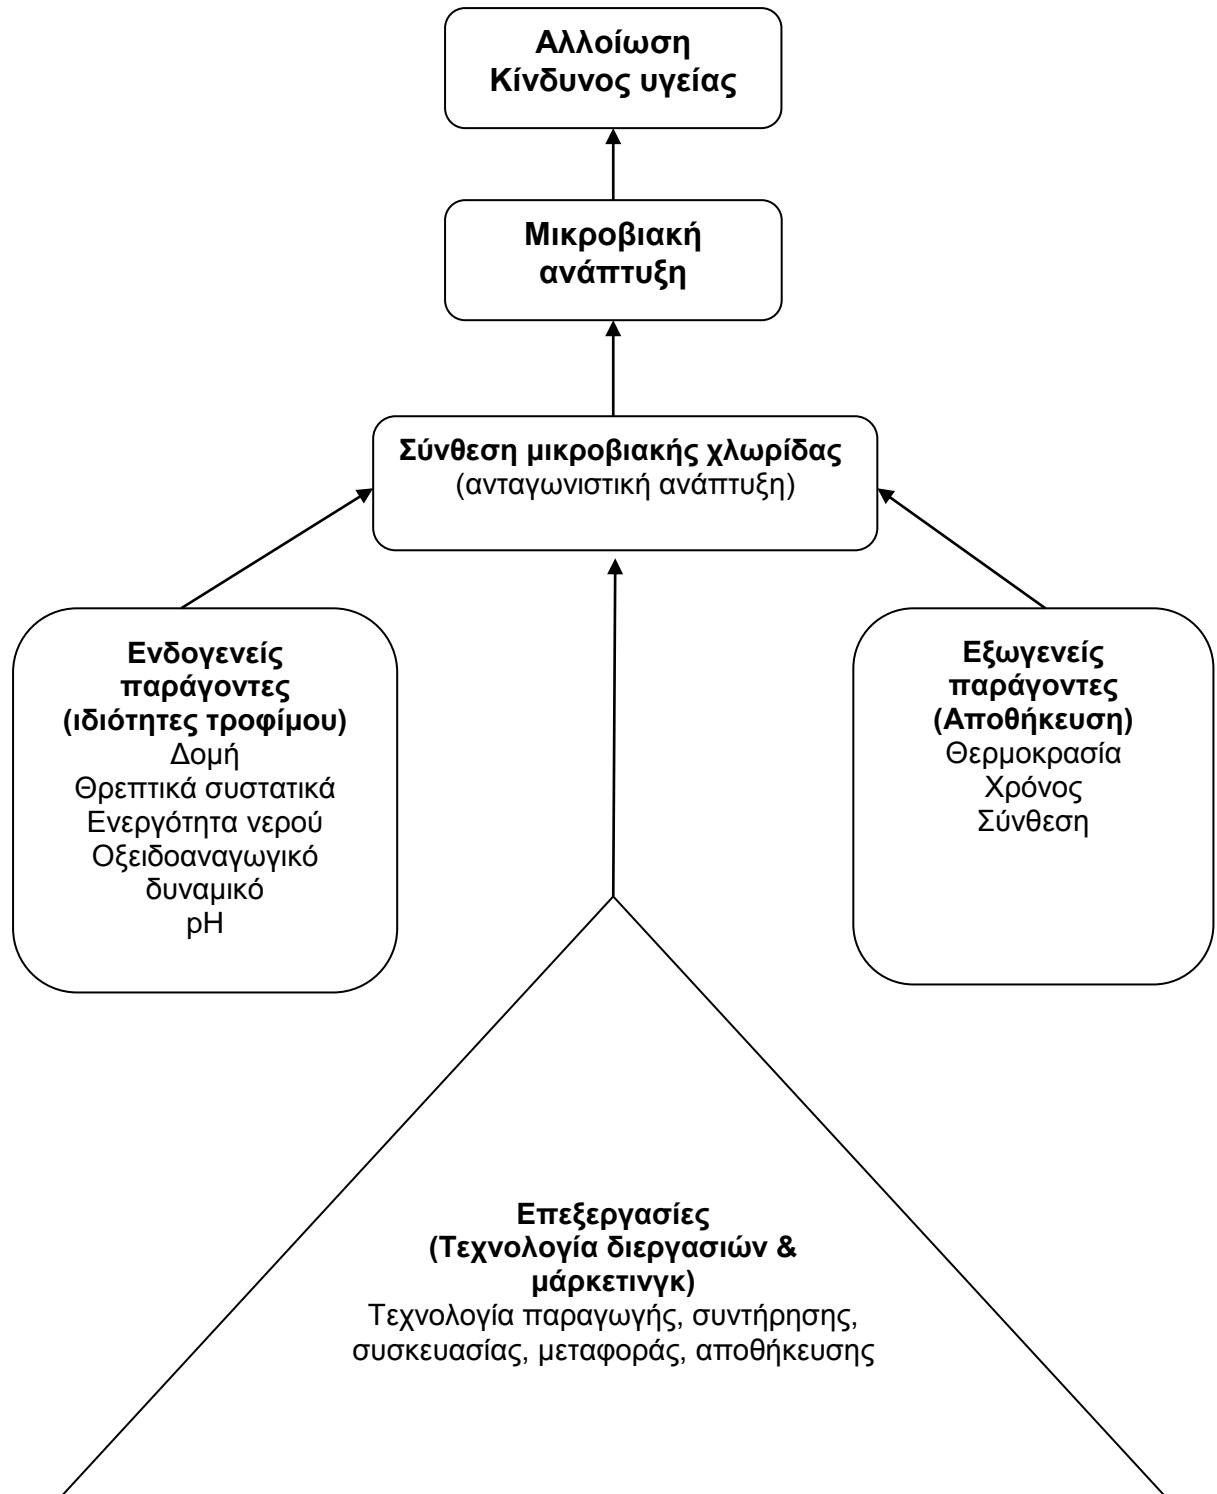 Αλλοίωση
Κίνδυνος υγείας
Μικροβιακή
ανάπτυξη
Σύνθεση μικροβιακής χλωρίδας
(ανταγωνιστική ανάπτυξη)
Ενδογενείς
παράγοντες
(ιδιότητες τροφίμου)
Δομή
Θρεπτικά συστατικά
Ενεργότητα νερού
Οξειδοαναγωγικό
δυναμικό
pH
Εξωγενείς
παράγοντες
(Αποθήκευση)
Θερμοκρασία
Χρόνος
Σύνθεση
Επεξεργασίες
(Τεχνολογία διεργασιών &
μάρκετινγκ)
Τεχνολογία παραγωγής, συντήρησης,
συσκευασίας, μεταφοράς, αποθήκευσης